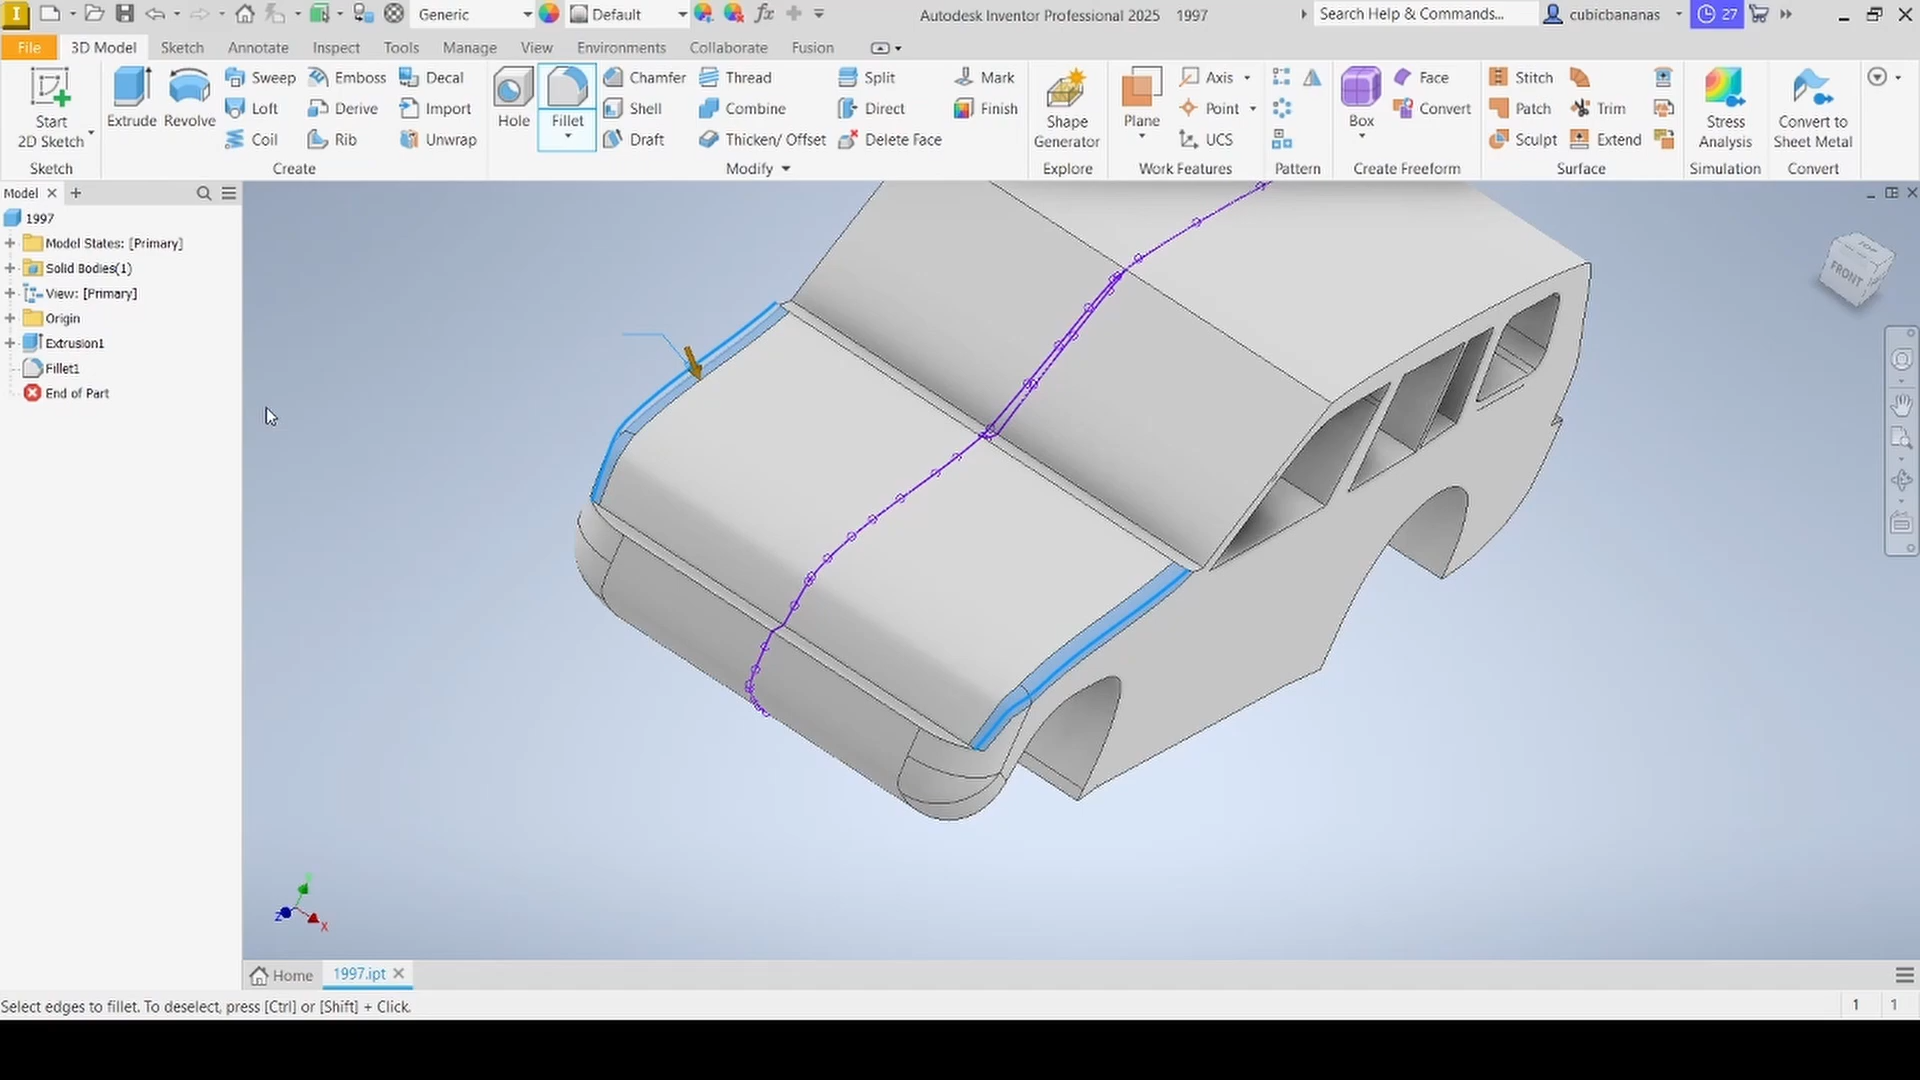 Generic
Default
Autodesk Inventor Professional 2025 1997
Search Help & Commands...
cubicbananas
27
File 3D Model Sketch Annotate Inspect Tools Manage View Environments Collaborate Fusion
Start 2D Sketch
Sketch
Extrude
Revolve
Sweep Emboss Decal
Loft Derive Import
Coil Rib Unwrap
Create
Hole
Fillet
Chamfer Thread Split
Shell Combine Direct
Draft Thicken/ Offset Delete Face
Modify
Mark
Finish
Shape Generator
Explore
Plane
Axis
Point
UCS
Work Features
Pattern
Box
Face
Convert
Create Freeform
Stitch
Patch Trim
Sculpt Extend
Surface
Stress Analysis
Simulation
Convert to Sheet Metal
Convert
Model
1997
Model States: [Primary]
Solid Bodies(1)
View: [Primary]
Origin
Extrusion1
Fillet1
End of Part
TOP
FRONT
Z
X
Home
1997.ipt
Select edges to fillet. To deselect, press [Ctrl] or [Shift] + Click.
1 1